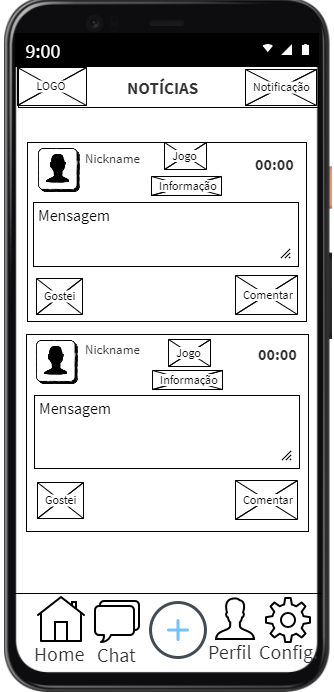 9:00
LOGO
NOTÍCIAS
Notificação
Nickname
Jogo
00:00
Informação
Mensagem
Gostei
Comentar
Nickname
Jogo
00:00
Informação
Mensagem
Gostei
Comentar
Home
Chat
Perfil
Config